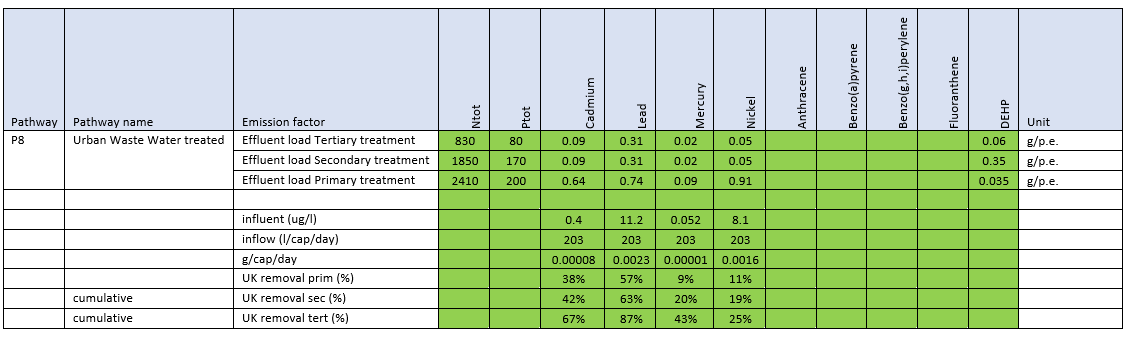 Pathway Pathway name Emission factor Ntot Ptot Cadmium Lead Mercury Nickel Anthracene Benzo(a)pyrene Benzo(g,h,i)perylene Fluoranthene DEHP Unit
P8 Urban Waste Water treated Effluent load Tertiary treatment 830 80 0.09 0.31 0.02 0.05 0.06 g/p.e.
Effluent load Secondary treatment 1850 170 0.09 0.31 0.02 0.05 0.35 g/p.e.
Effluent load Primary treatment 2410 200 0.64 0.74 0.09 0.91 0.035 g/p.e.
influent (ug/l) 0.4 11.2 0.052 8.1
inflow (l/cap/day) 203 203 203 203
g/cap/day 0.00008 0.0023 0.00001 0.0016
UK removal prim (%) 38% 57% 9% 11%
cumulative UK removal sec (%) 42% 63% 20% 19%
cumulative UK removal tert (%) 67% 87% 43% 25%